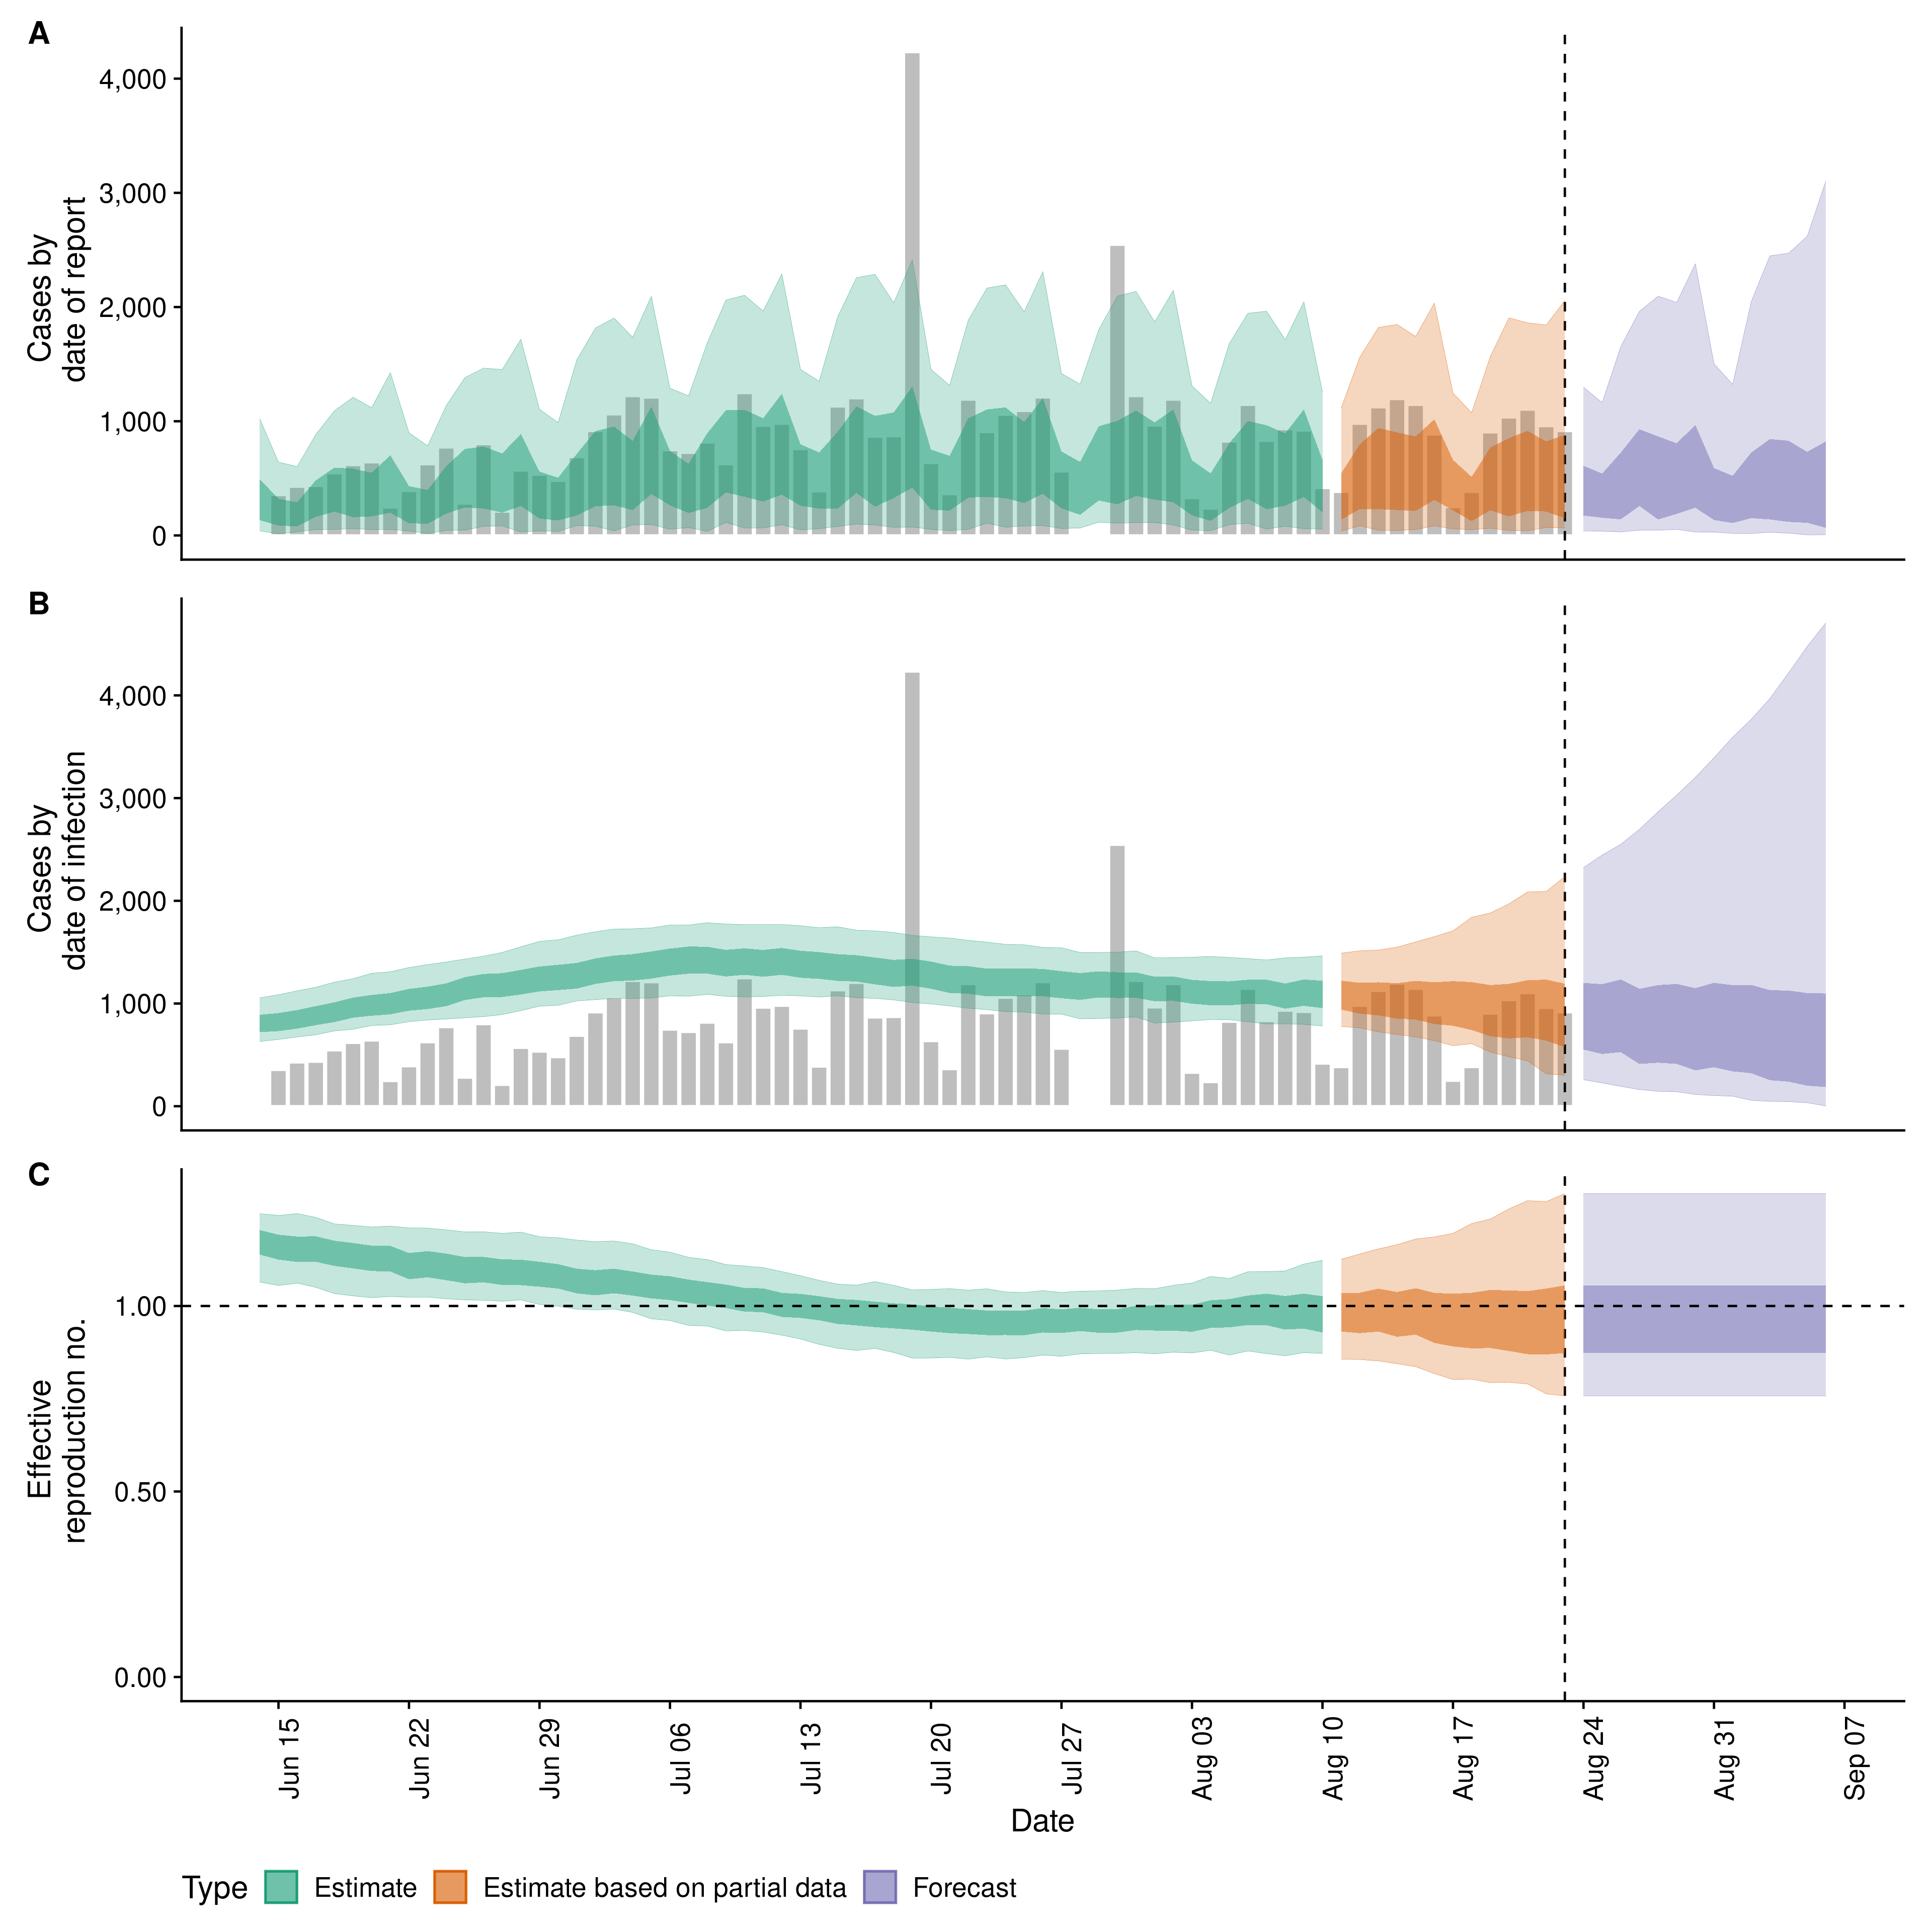 A
Cases by
date of report
4,000
3,000
2,000
1,000
0
B
Cases by
date of infection
4,000
3,000
2,000
1,000
0
C
Effective
reproduction no.
1.00
0.50
0.00
Jun 15
Jun 22
Jun 29
Jul 06
Jul 13
Jul 20
Jul 27
Aug 03
Aug 10
Aug 17
Aug 24
Aug 31
Sep 07
Date
Type Estimate Estimate based on partial data Forecast